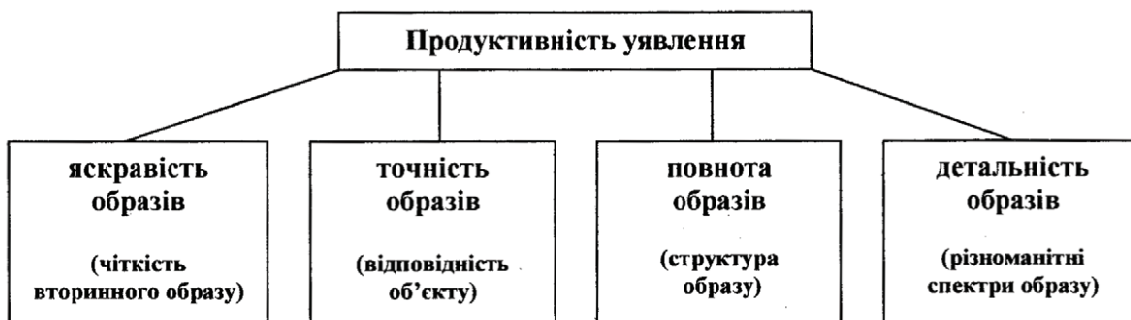 Продуктивність уявлення
яскравість
образів
(чіткість
вторинного образу)
точність
образів
(відповідність
об’єкту)
повнота
образів
(структура
образу)
детальність
образів
(різноманітні
спектри образу)